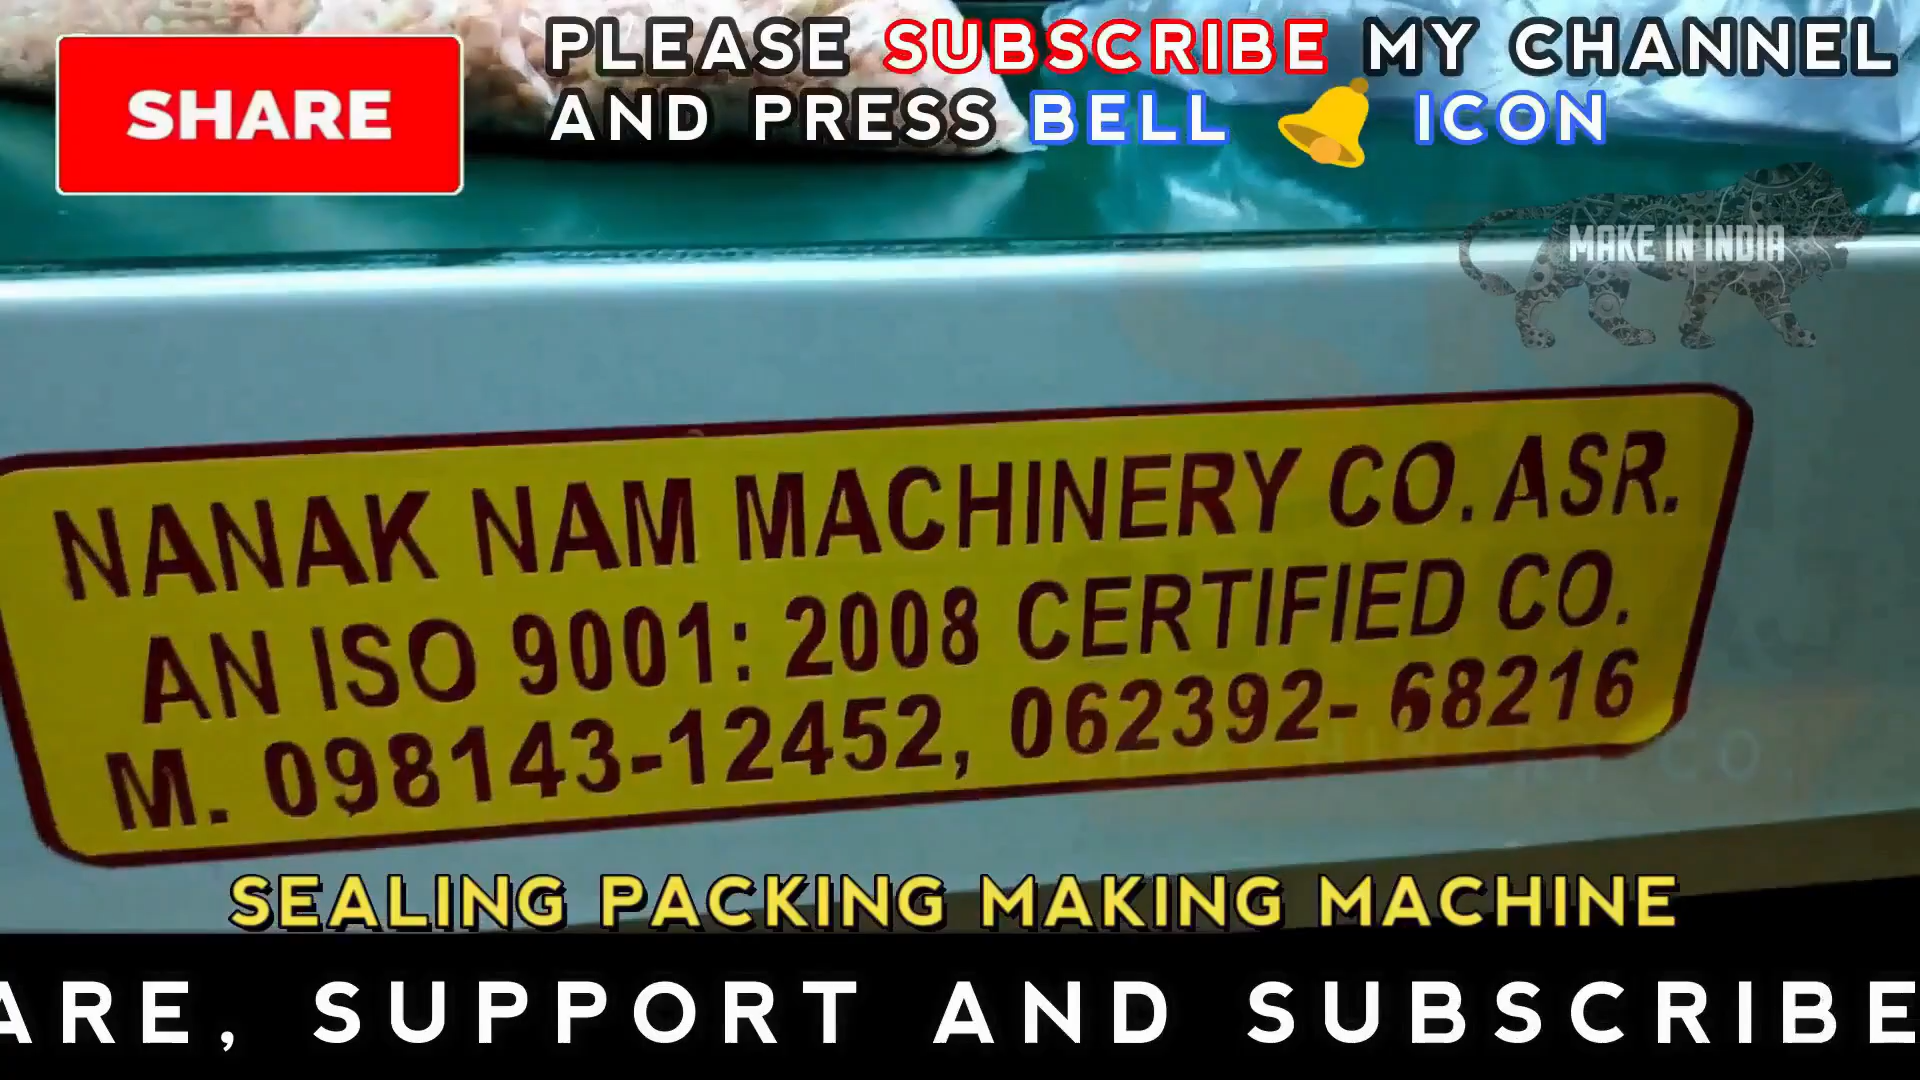 SHARE
PLEASE SUBSCRIBE MY CHANNEL
AND PRESS BELL 🔔 ICON
MAKE IN INDIA
NANAK NAM MACHINERY CO. ASR.
AN ISO 9001: 2008 CERTIFIED CO.
M. 098143-12452, 062392- 68216
SEALING PACKING MAKING MACHINE
ARE, SUPPORT AND SUBSCRIBE